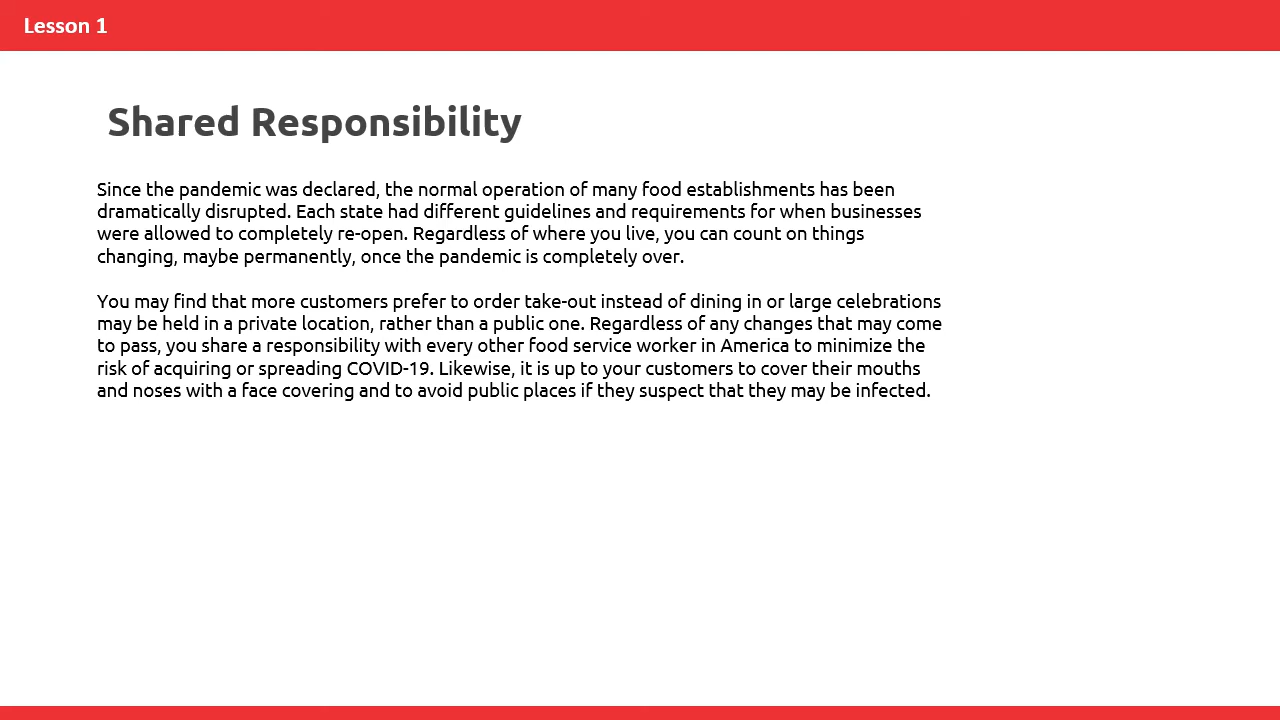 Lesson 1
Shared Responsibility
Since the pandemic was declared, the normal operation of many food establishments has been
dramatically disrupted. Each state had different guidelines and requirements for when businesses
were allowed to completely re-open. Regardless of where you live, you can count on things
changing, maybe permanently, once the pandemic is completely over.
You may find that more customers prefer to order take-out instead of dining in or large celebrations
may be held in a private location, rather than a public one. Regardless of any changes that may come
to pass, you share a responsibility with every other food service worker in America to minimize the
risk of acquiring or spreading COVID-19. Likewise, it is up to your customers to cover their mouths
and noses with a face covering and to avoid public places if they suspect that they may be infected.